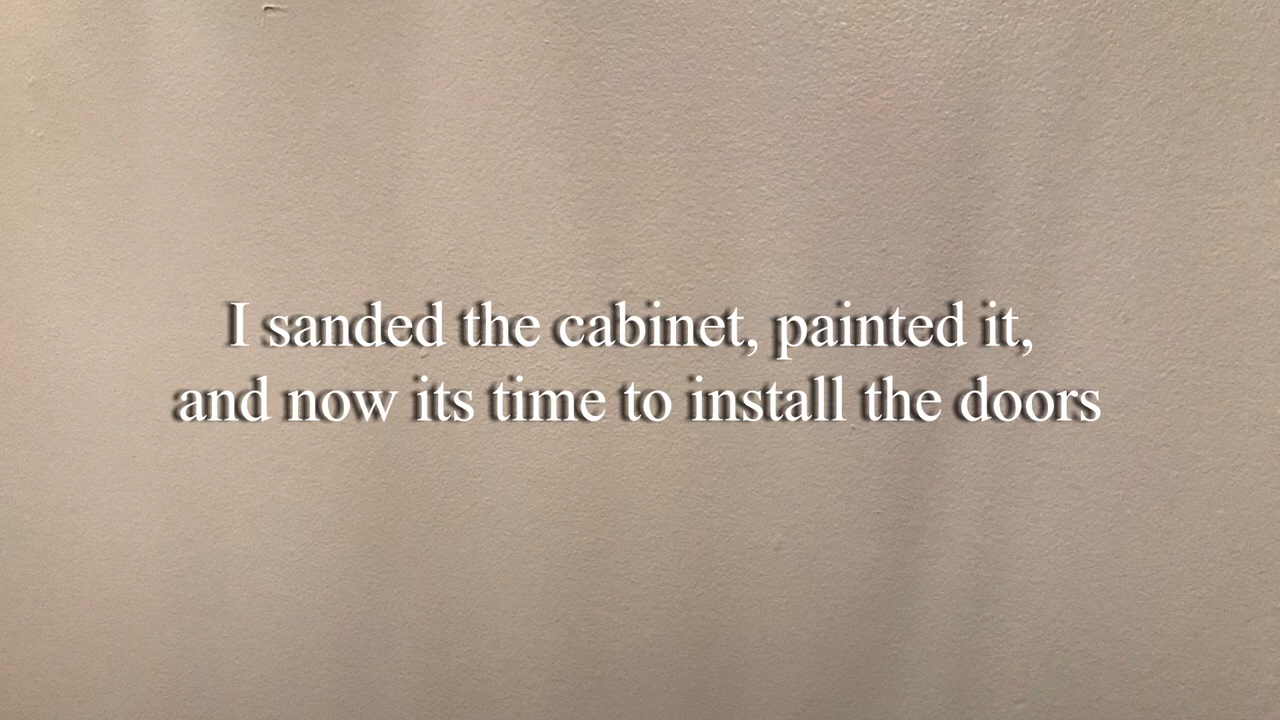 I sanded the cabinet, painted it,
and now its time to install the doors